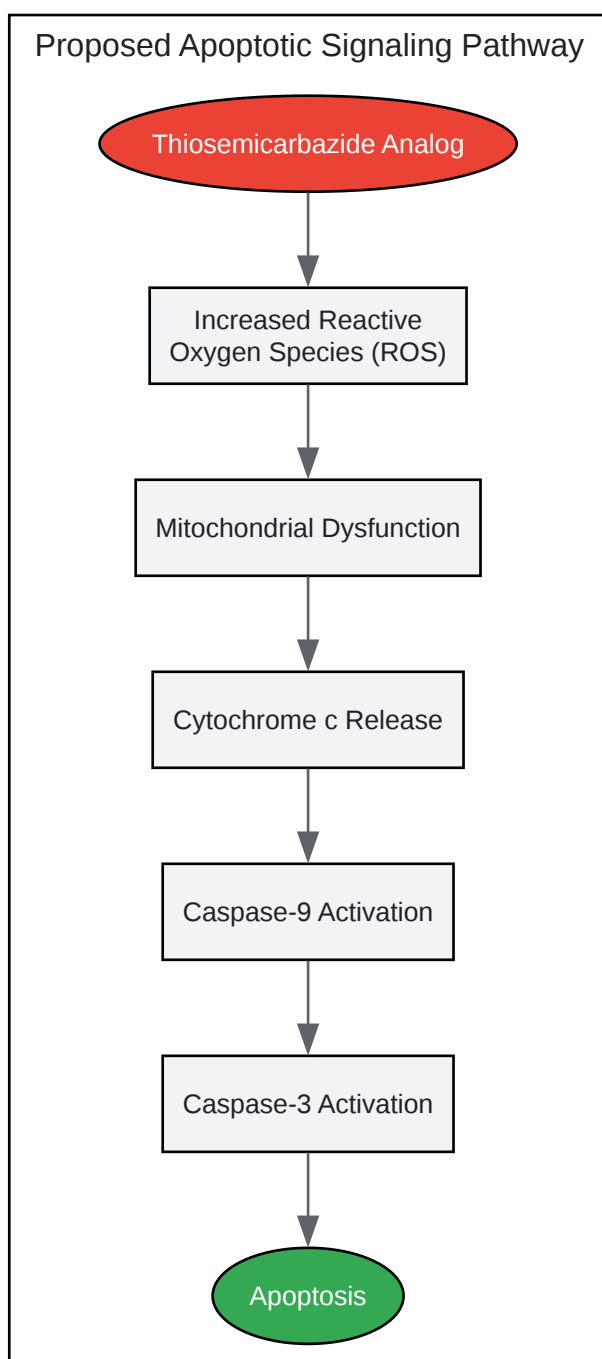 Proposed Apoptotic Signaling Pathway
Thiosemicarbazide Analog
Increased Reactive
Oxygen Species (ROS)
Mitochondrial Dysfunction
Cytochrome c Release
Caspase-9 Activation
Caspase-3 Activation
Apoptosis